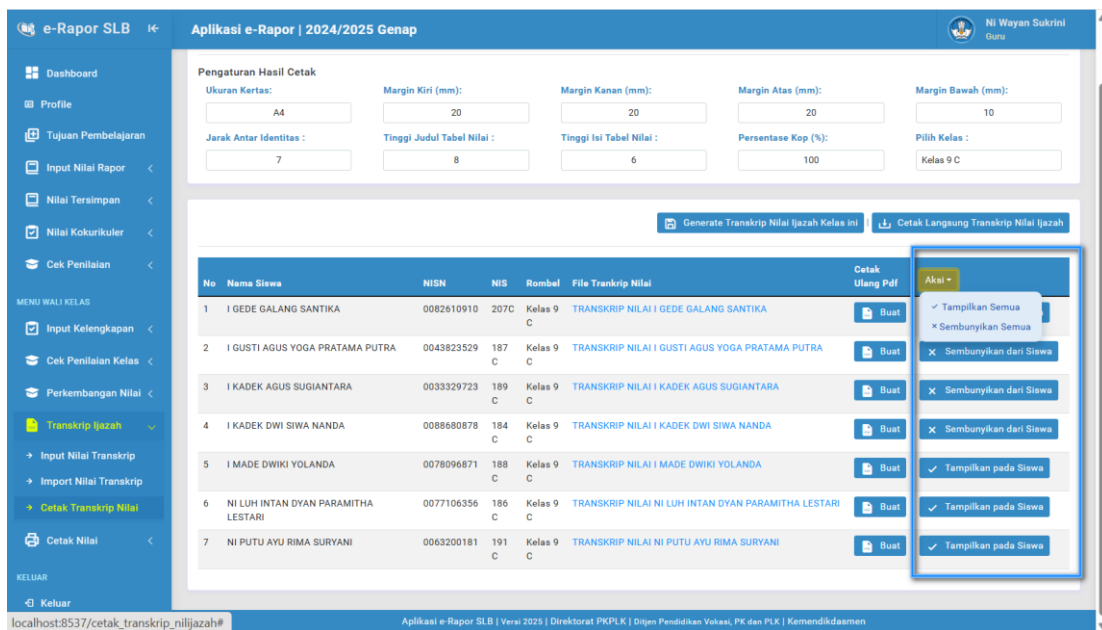 e-Rapor SLB
Aplikasi e-Rapor | 2024/2025 Genap
Ni Wayan Sukrini
Guru
Dashboard
Profile
Tujuan Pembelajaran
Input Nilai Rapor
Nilai Tersimpan
Nilai Kokurikuler
Cek Penilaian
MENU WALI KELAS
Input Kelengkapan
Cek Penilaian Kelas
Perkembangan Nilai
Transkrip Ijazah
Input Nilai Transkrip
Import Nilai Transkrip
Cetak Transkrip Nilai
Cetak Nilai
KELUAR
Keluar
localhost:8537/cetak_transkrip_nilijazah#
Pengaturan Hasil Cetak
Ukuran Kertas: Margin Kiri (mm): Margin Kanan (mm): Margin Atas (mm): Margin Bawah (mm):
A4 20 20 20 10
Jarak Antar Identitas : Tinggi Judul Tabel Nilai : Tinggi Isi Tabel Nilai : Persentase Kop (%): Pilih Kelas :
7 8 6 100 Kelas 9 C
Generate Transkrip Nilai Ijazah Kelas ini | Cetak Langsung Transkrip Nilai Ijazah
No Nama Siswa NISN NIS Rombel File Trankrip Nilai Cetak Ulang Pdf Aksi
Tampilkan Semua
Sembunyikan Semua
1 I GEDE GALANG SANTIKA 0082610910 207C Kelas 9 C TRANSKRIP NILAI I GEDE GALANG SANTIKA Buat
2 I GUSTI AGUS YOGA PRATAMA PUTRA 0043823529 187 C Kelas 9 C TRANSKRIP NILAI I GUSTI AGUS YOGA PRATAMA PUTRA Buat Sembunyikan dari Siswa
3 I KADEK AGUS SUGIANTARA 0033329723 189 C Kelas 9 C TRANSKRIP NILAI I KADEK AGUS SUGIANTARA Buat Sembunyikan dari Siswa
4 I KADEK DWI SIWA NANDA 0088680878 184 C Kelas 9 C TRANSKRIP NILAI I KADEK DWI SIWA NANDA Buat Sembunyikan dari Siswa
5 I MADE DWIKI YOLANDA 0078096871 188 C Kelas 9 C TRANSKRIP NILAI I MADE DWIKI YOLANDA Buat Tampilkan pada Siswa
6 NI LUH INTAN DYAN PARAMITHA LESTARI 0077106356 186 C Kelas 9 C TRANSKRIP NILAI NI LUH INTAN DYAN PARAMITHA LESTARI Buat Tampilkan pada Siswa
7 NI PUTU AYU RIMA SURYANI 0063200181 191 C Kelas 9 C TRANSKRIP NILAI NI PUTU AYU RIMA SURYANI Buat Tampilkan pada Siswa
Aplikasi e-Rapor SLB | Versi 2025 | Direktorat PKPLK | Ditjen Pendidikan Vokasi, PK dan PLK | Kemendikdasmen